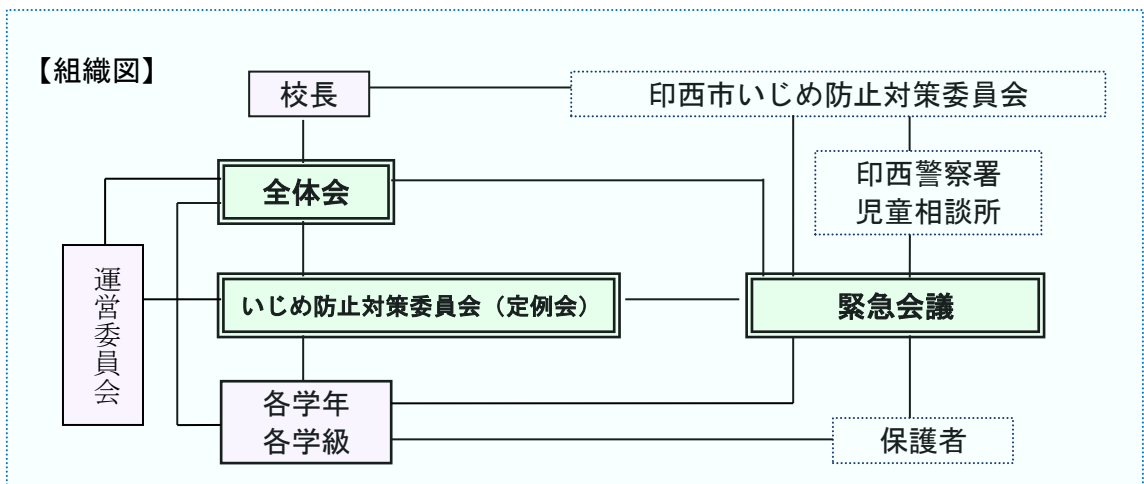 【組織図】
校長
印西市いじめ防止対策委員会
全体会
印西警察署
児童相談所
運営委員会
いじめ防止対策委員会（定例会）
緊急会議
各学年
各学級
保護者